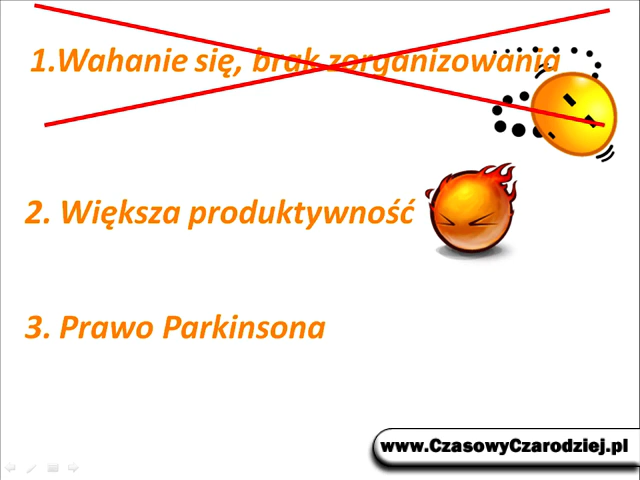 1.Wahanie się, brak zorganizowania
2. Większa produktywność
3. Prawo Parkinsona
www.CzasowyCzarodziej.pl